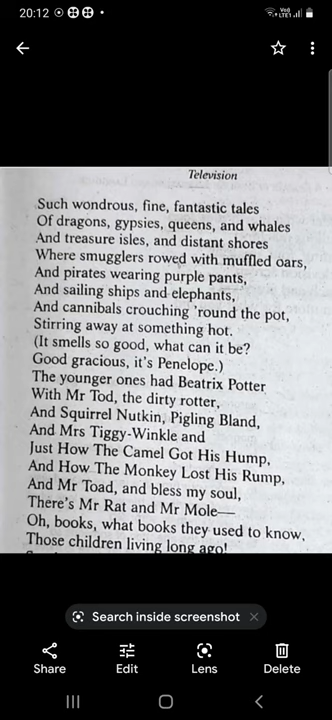 20:12
Television
Such wondrous, fine, fantastic tales
Of dragons, gypsies, queens, and whales
And treasure isles, and distant shores
Where smugglers rowed with muffled oars,
And pirates wearing purple pants,
And sailing ships and elephants,
And cannibals crouching 'round the pot,
Stirring away at something hot.
(It smells so good, what can it be?
Good gracious, it's Penelope.)
The younger ones had Beatrix Potter
With Mr Tod, the dirty rotter,
And Squirrel Nutkin, Pigling Bland,
And Mrs Tiggy-Winkle and
Just How The Camel Got His Hump,
And How The Monkey Lost His Rump,
And Mr Toad, and bless my soul,
There's Mr Rat and Mr Mole—
Oh, books, what books they used to know,
Those children living long ago!
Search inside screenshot
Share Edit Lens Delete